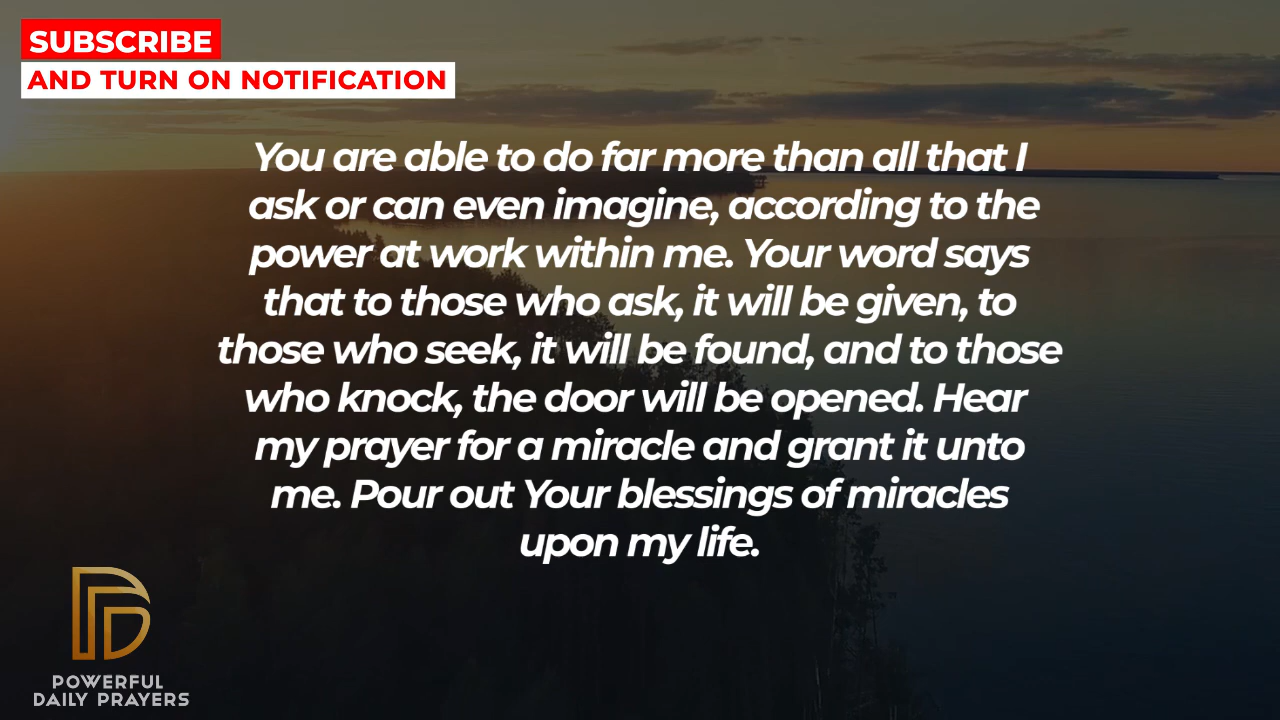 SUBSCRIBE
AND TURN ON NOTIFICATION
You are able to do far more than all that I
ask or can even imagine, according to the
power at work within me. Your word says
that to those who ask, it will be given, to
those who seek, it will be found, and to those
who knock, the door will be opened. Hear
my prayer for a miracle and grant it unto
me. Pour out Your blessings of miracles
upon my life.
POWERFUL
DAILY PRAYERS